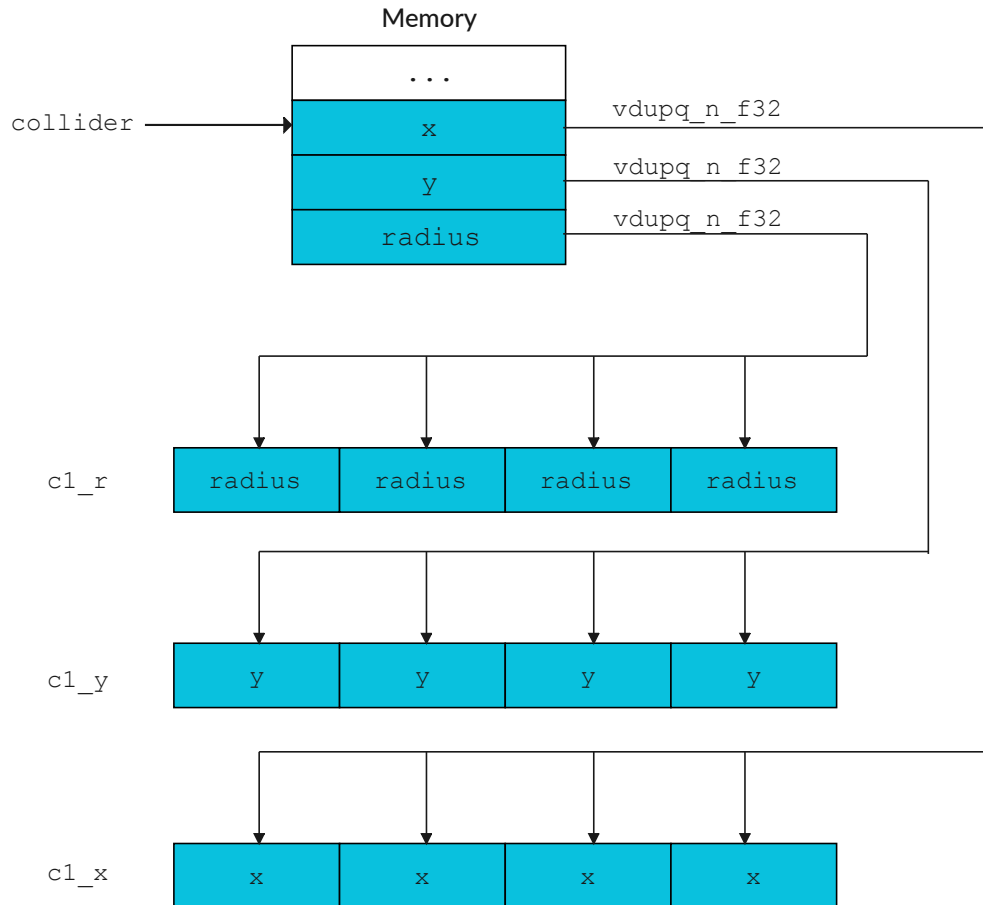 Memory
...
collider
x
vdupq_n_f32
y
vdupq_n_f32
radius
vdupq_n_f32
c1_r
radius radius radius radius
c1_y
y y y y
c1_x
x x x x